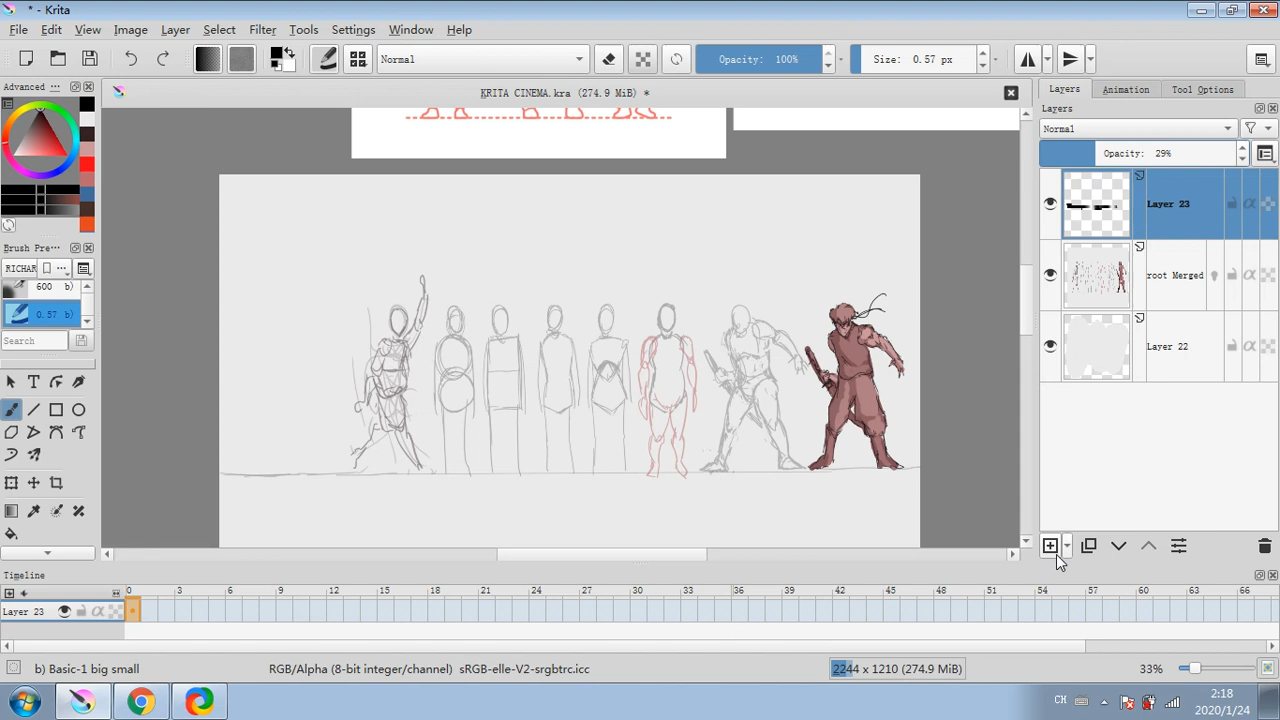 * - Krita
File Edit View Image Layer Select Filter Tools Settings Window Help
Normal
Opacity: 100%
Size: 0.57 px
Advanced ...
KRITA CINEMA.kra (274.9 MiB) *
Layers Animation Tool Options
Layers
Normal
Opacity: 29%
Layer 23
root Merged
Layer 22
Brush Pre...
RICHAR ...
600 b)
0.57 b)
Search
Timeline
0 3 6 9 12 15 18 21 24 27 30 33 36 39 42 45 48 51 54 57 60 63 66
Layer 23
b) Basic-1 big small
RGB/Alpha (8-bit integer/channel) sRGB-elle-V2-srgbtrc.icc
2244 x 1210 (274.9 MiB)
33%
CH
2:18
2020/1/24